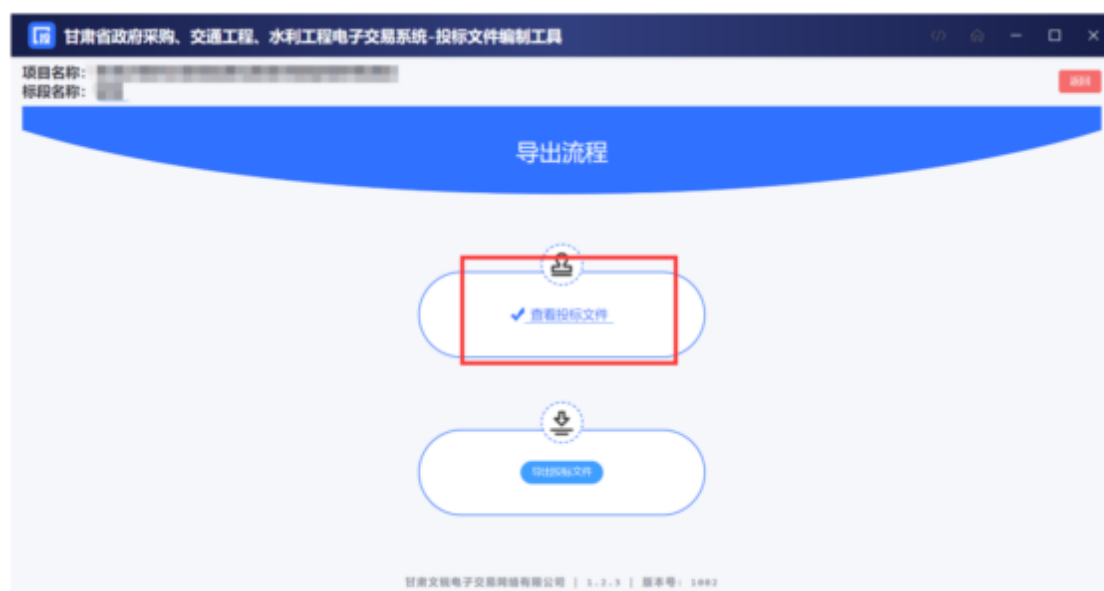 甘肃省政府采购、交通工程、水利工程电子交易系统-投标文件编制工具
项目名称：
标段名称：
返回
导出流程
查看投标文件
导出投标文件
甘肃文锐电子交易网络有限公司 | 1.2.3 | 版本号: 1002